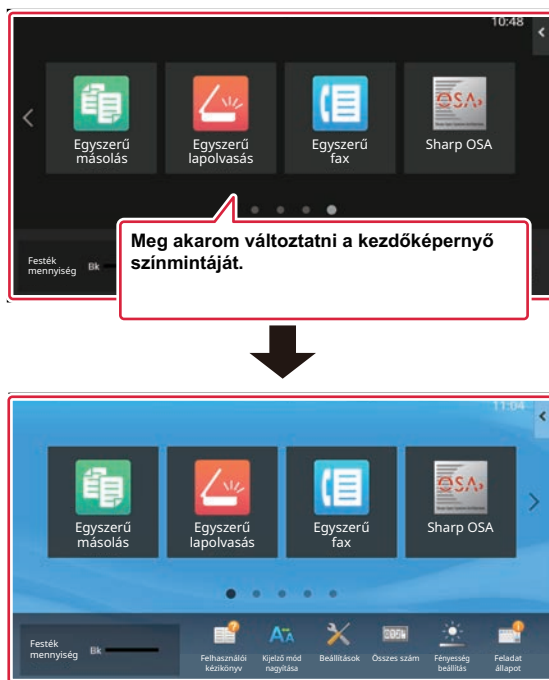 10:48
Egyszerű
másolás
Egyszerű
lapolvasás
Egyszerű
fax
OSA
Sharp OSA
Meg akarom változtatni a kezdőképernyő
színmintáját.
Festék
mennyiség
Bk
11:04
Egyszerű
másolás
Egyszerű
lapolvasás
Egyszerű
fax
OSA
Sharp OSA
Festék
mennyiség
Bk
Felhasználói
kézikönyv
Kijelző mód
nagyítása
Beállítások
Összes szám
Fényesség
beállítás
Feladat
állapot